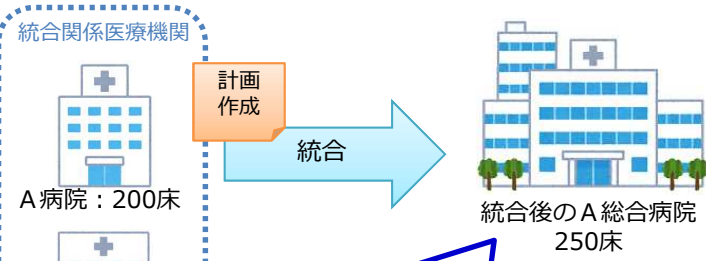 統合関係医療機関
計画
作成
統合
A病院:200床
統合後のA総合病院
250床